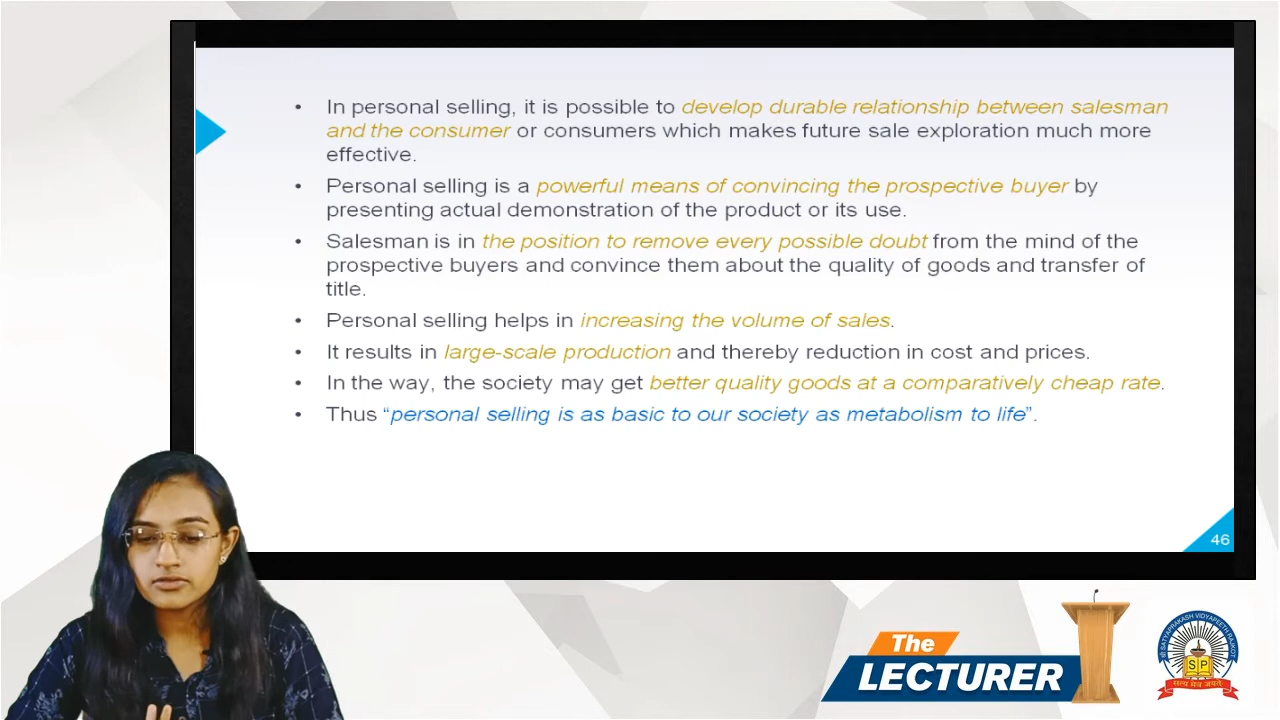 • In personal selling, it is possible to develop durable relationship between salesman
and the consumer or consumers which makes future sale exploration much more
effective.
• Personal selling is a powerful means of convincing the prospective buyer by
presenting actual demonstration of the product or its use.
• Salesman is in the position to remove every possible doubt from the mind of the
prospective buyers and convince them about the quality of goods and transfer of
title.
• Personal selling helps in increasing the volume of sales.
• It results in large-scale production and thereby reduction in cost and prices.
• In the way, the society may get better quality goods at a comparatively cheap rate.
• Thus “personal selling is as basic to our society as metabolism to life”.
46
The
LECTURER
SATYAPRAKASH VIDYAPEETH RAJKOT
SP
सत्य मेव जयते